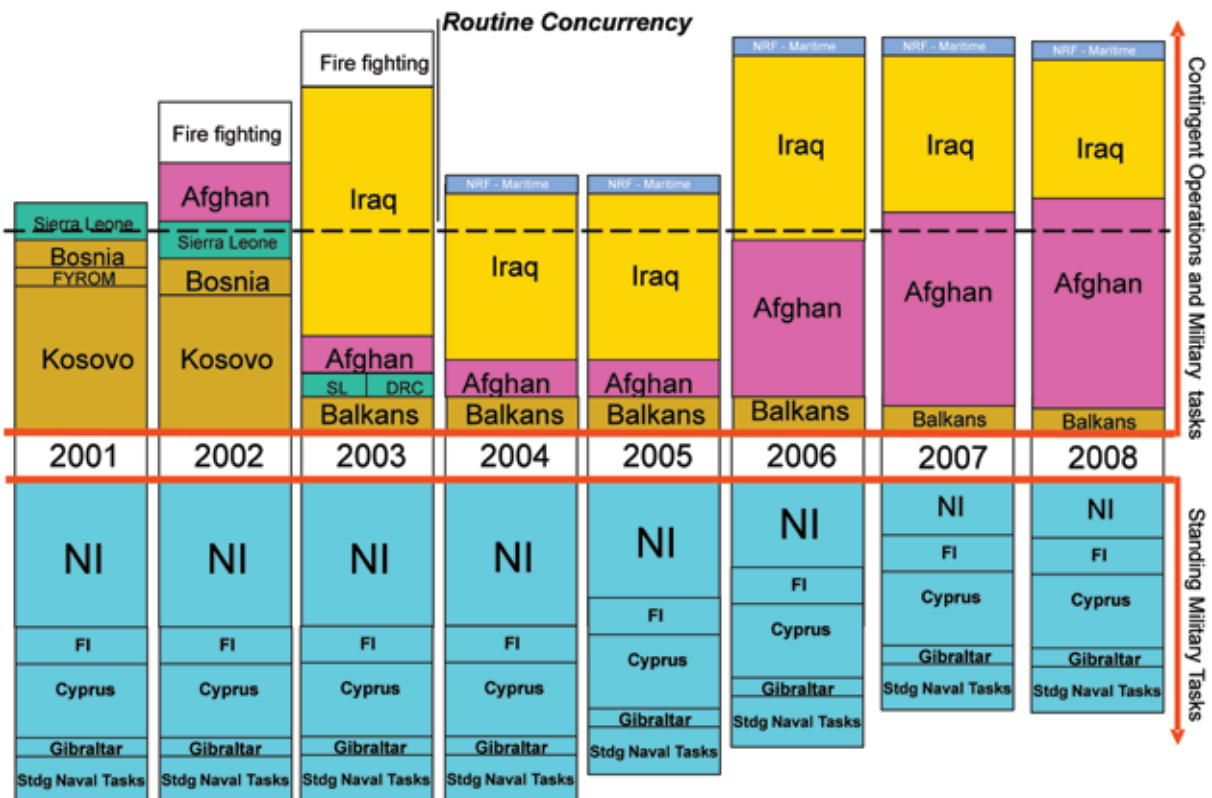 Routine Concurrency
Sierra Leone
Bosnia
FYROM
Kosovo
Fire fighting
Afghan
Sierra Leone
Bosnia
Kosovo
Fire fighting
Iraq
Afghan
SL DRC
Balkans
NRF - Maritime
Iraq
Afghan
Balkans
NRF - Maritime
Iraq
Afghan
Balkans
NRF - Maritime
Iraq
Afghan
Balkans
NRF - Maritime
Iraq
Afghan
Balkans
NRF - Maritime
Iraq
Afghan
Balkans
Contingent Operations and Military tasks
2001 2002 2003 2004 2005 2006 2007 2008
NI
FI
Cyprus
Gibraltar
Stdg Naval Tasks
NI
FI
Cyprus
Gibraltar
Stdg Naval Tasks
NI
FI
Cyprus
Gibraltar
Stdg Naval Tasks
NI
FI
Cyprus
Gibraltar
Stdg Naval Tasks
NI
FI
Cyprus
Gibraltar
Stdg Naval Tasks
NI
FI
Cyprus
Gibraltar
Stdg Naval Tasks
NI
FI
Cyprus
Gibraltar
Stdg Naval Tasks
NI
FI
Cyprus
Gibraltar
Stdg Naval Tasks
Standing Military Tasks